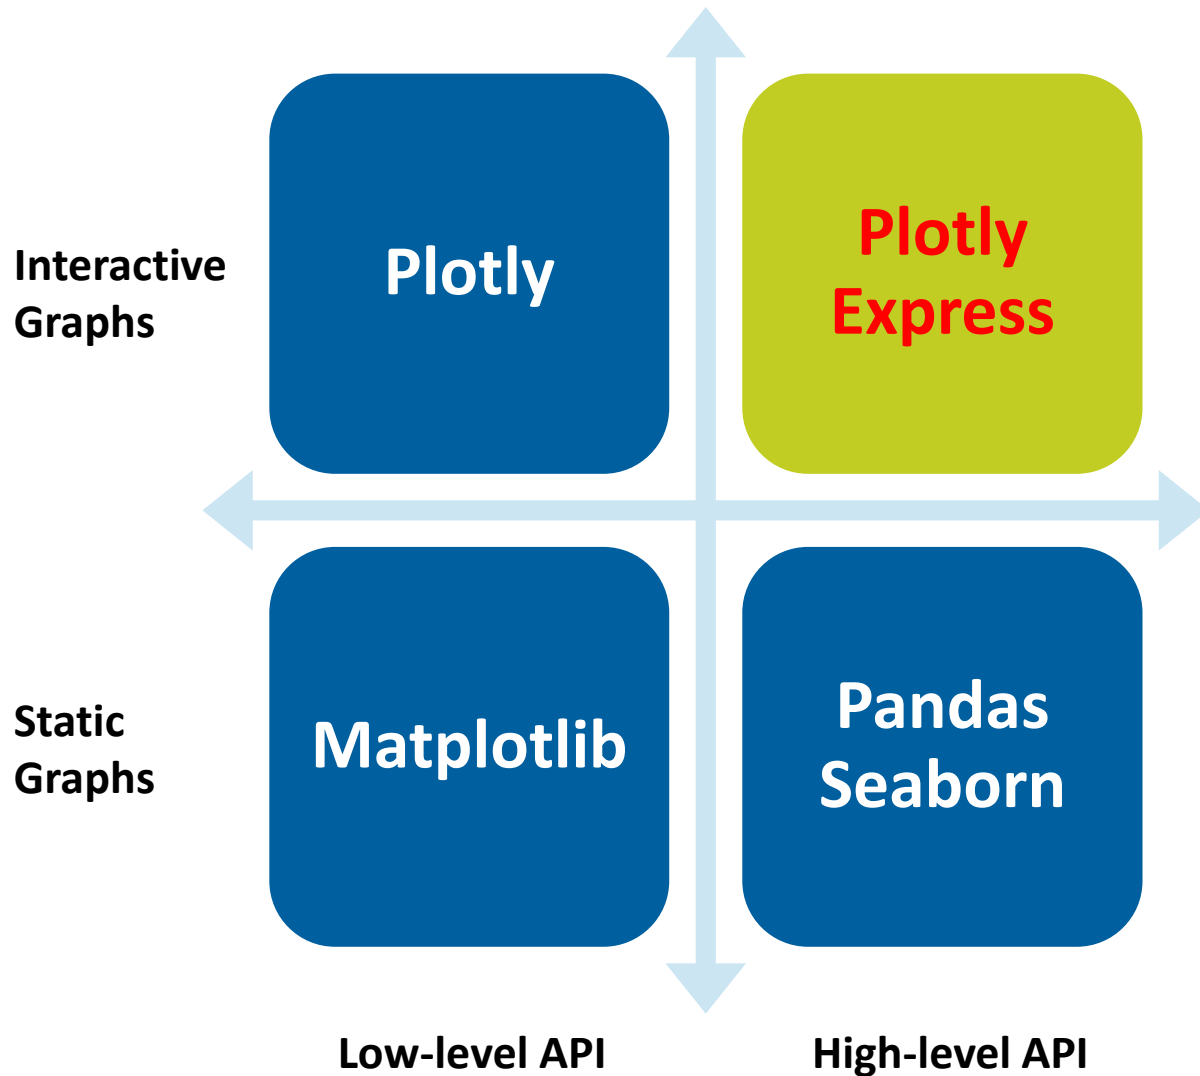 Interactive
Graphs
Plotly
Plotly
Express
Static
Graphs
Matplotlib
Pandas
Seaborn
Low-level API
High-level API